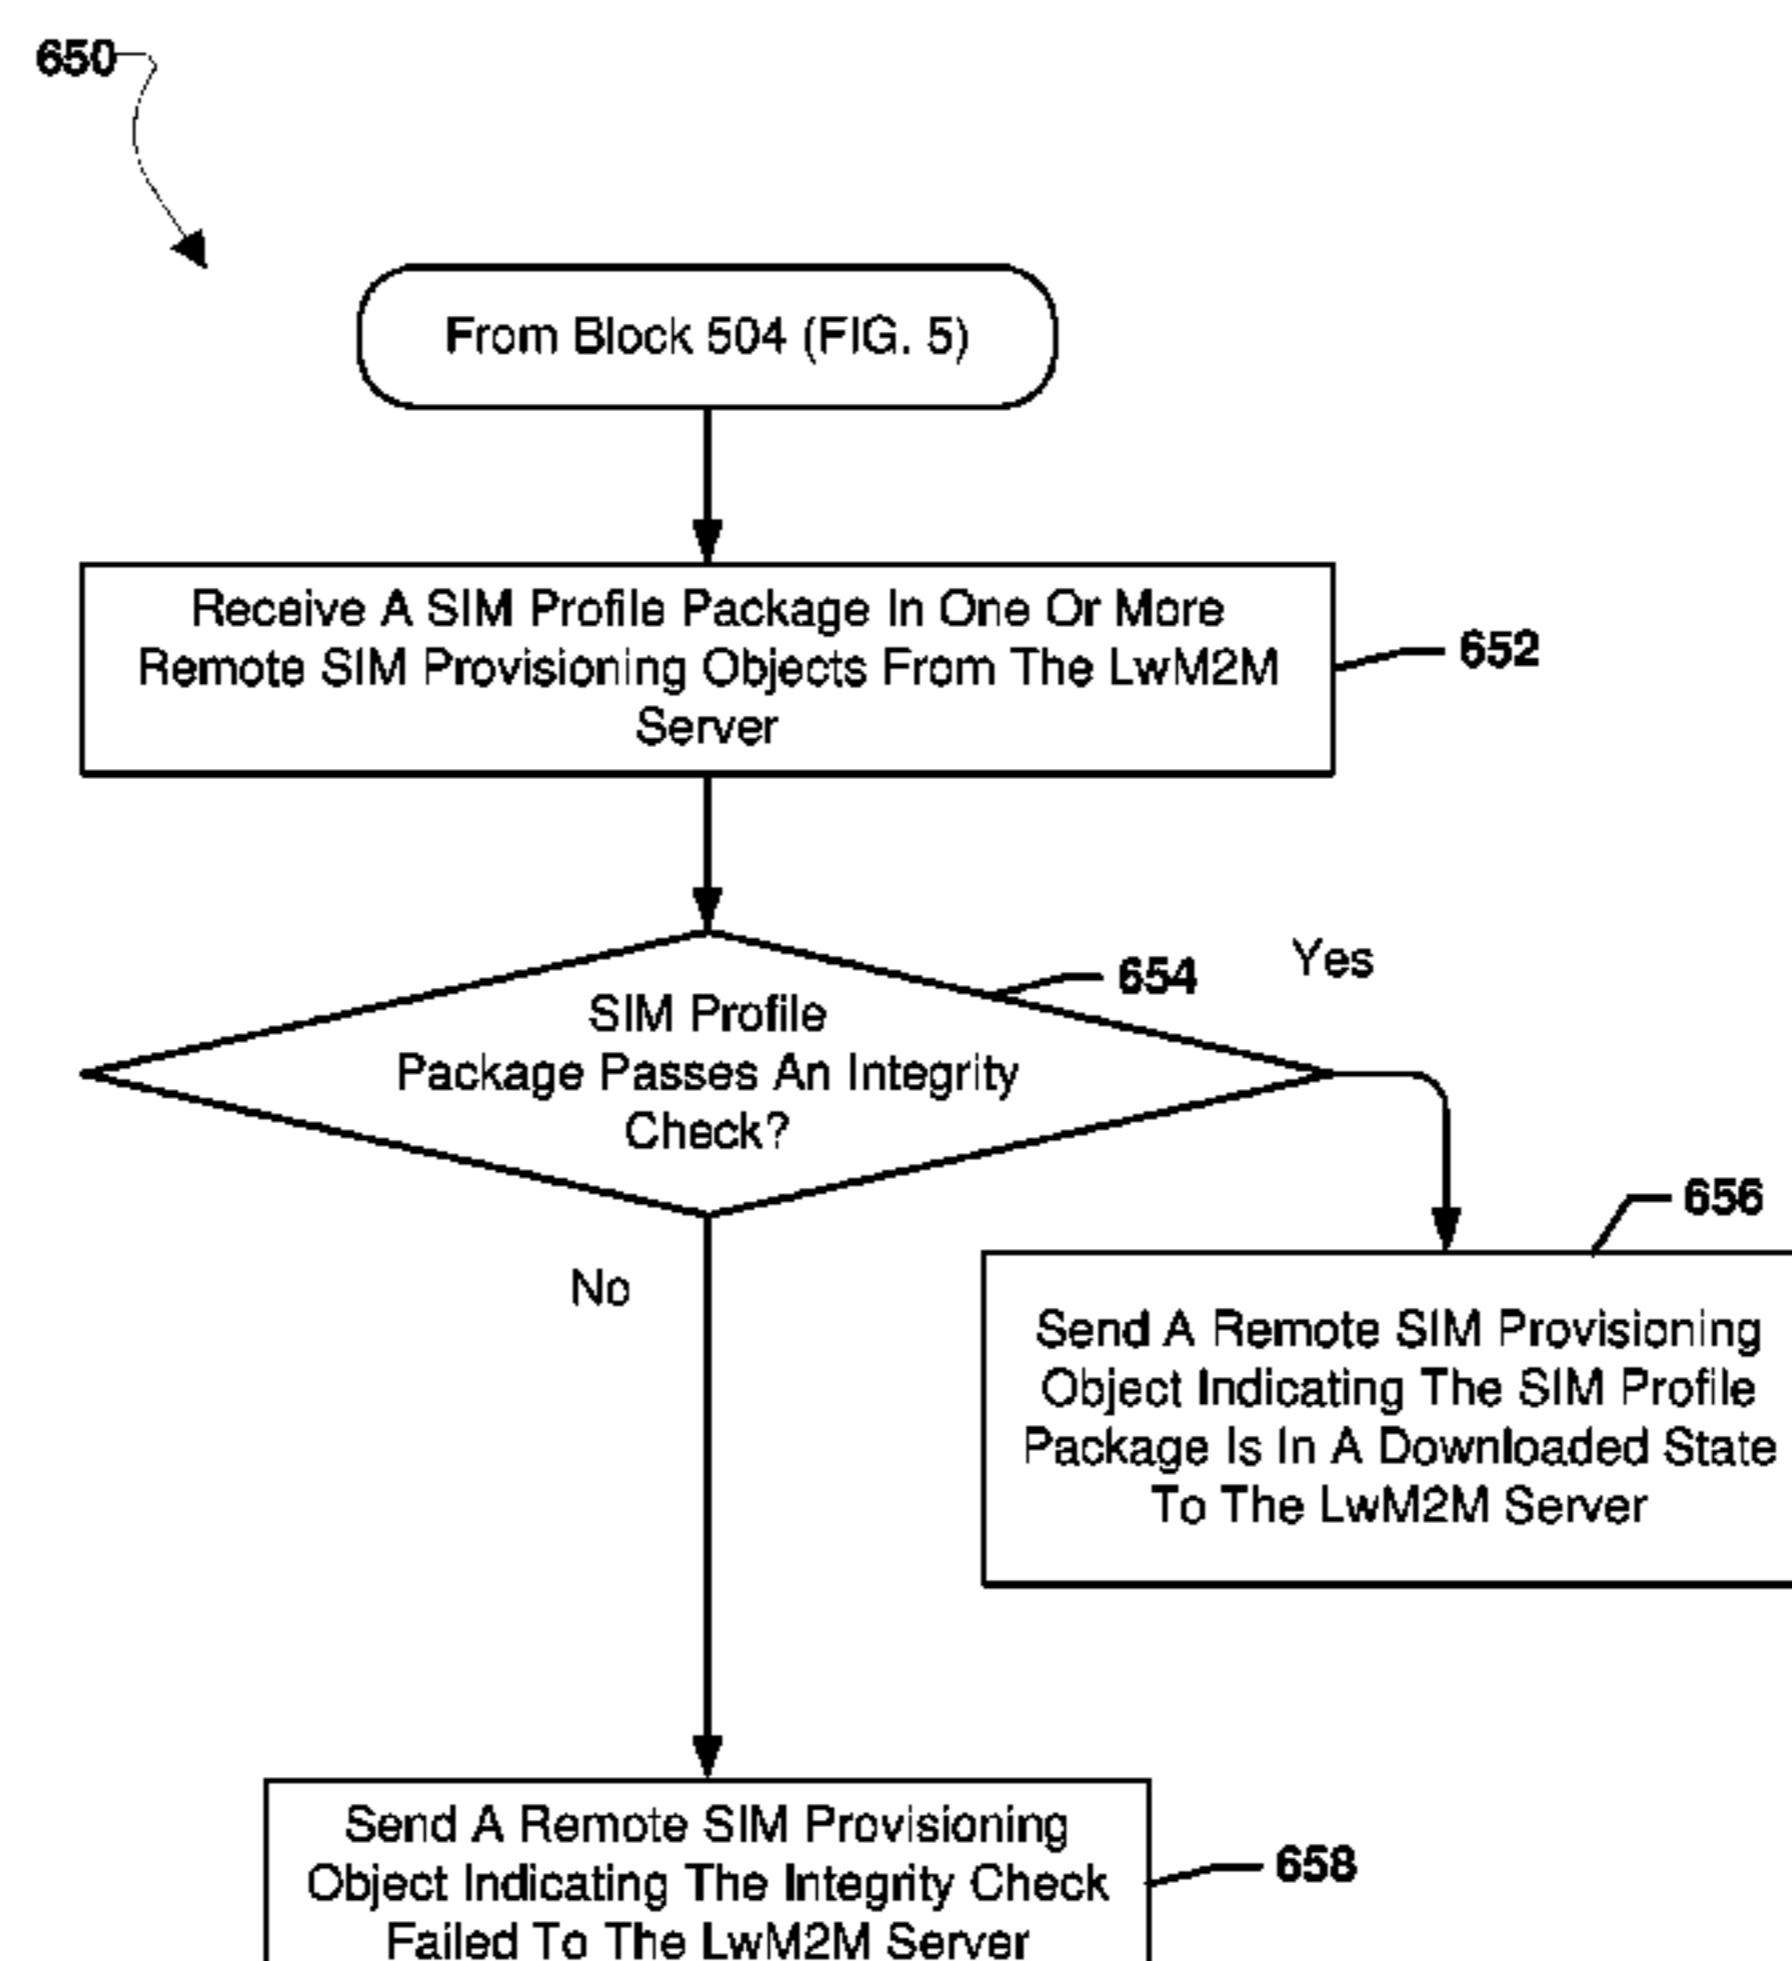 650
From Block 504 (FIG. 5)
Receive A SIM Profile Package In One Or More
Remote SIM Provisioning Objects From The LwM2M
Server
652
654
Yes
SIM Profile
Package Passes An Integrity
Check?
656
No
Send A Remote SIM Provisioning
Object Indicating The SIM Profile
Package Is In A Downloaded State
To The LwM2M Server
Send A Remote SIM Provisioning
Object Indicating The Integrity Check
Failed To The LwM2M Server
658